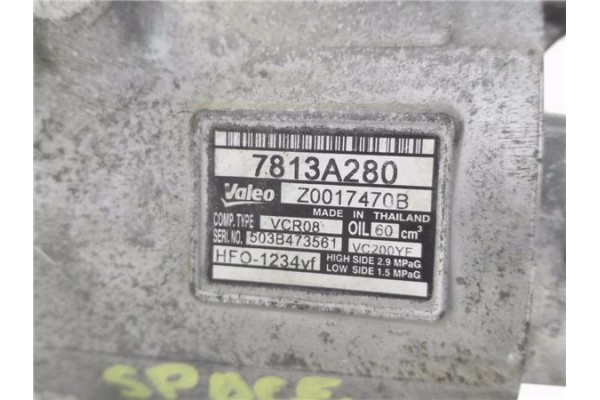 7813A280
Valeo Z0017470B
MADE IN THAILAND
COMP. TYPE VCR08 OIL 60 cm³
SERI. NO. 503B473561 VC200YF
HFO-1234yf HIGH SIDE 2.9 MPaG
LOW SIDE 1.5 MPaG
SPACE